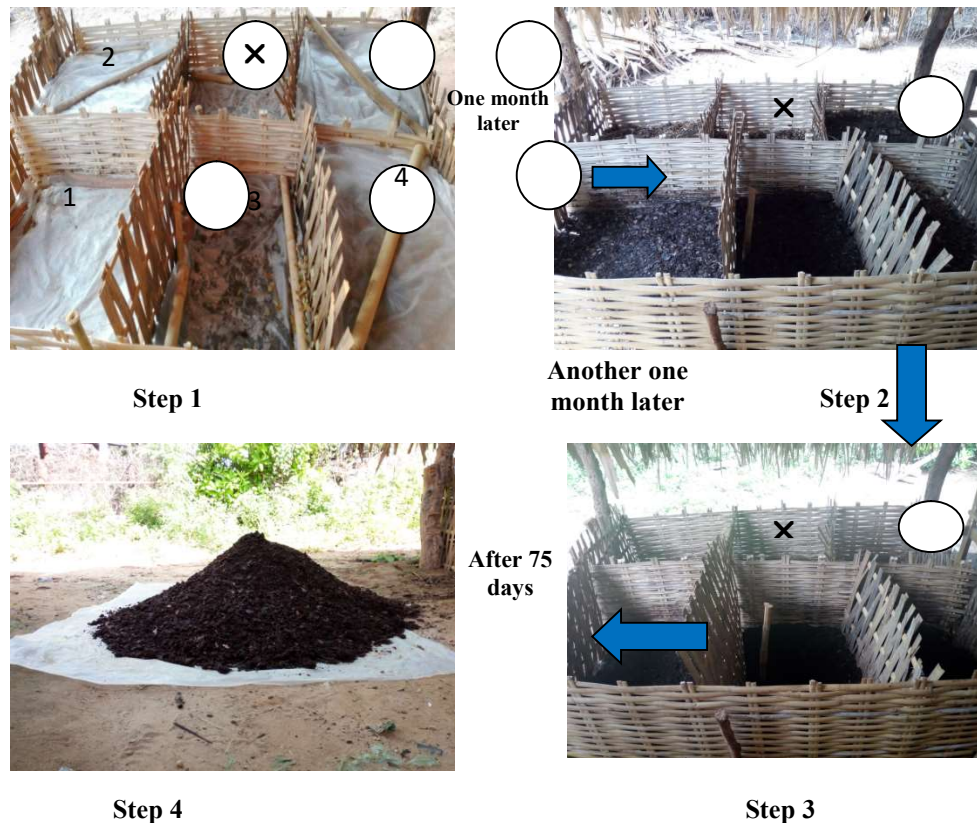 2
×
1
3
4
One month
later
×
Step 1
Another one
month later
Step 2
After 75
days
×
Step 4
Step 3